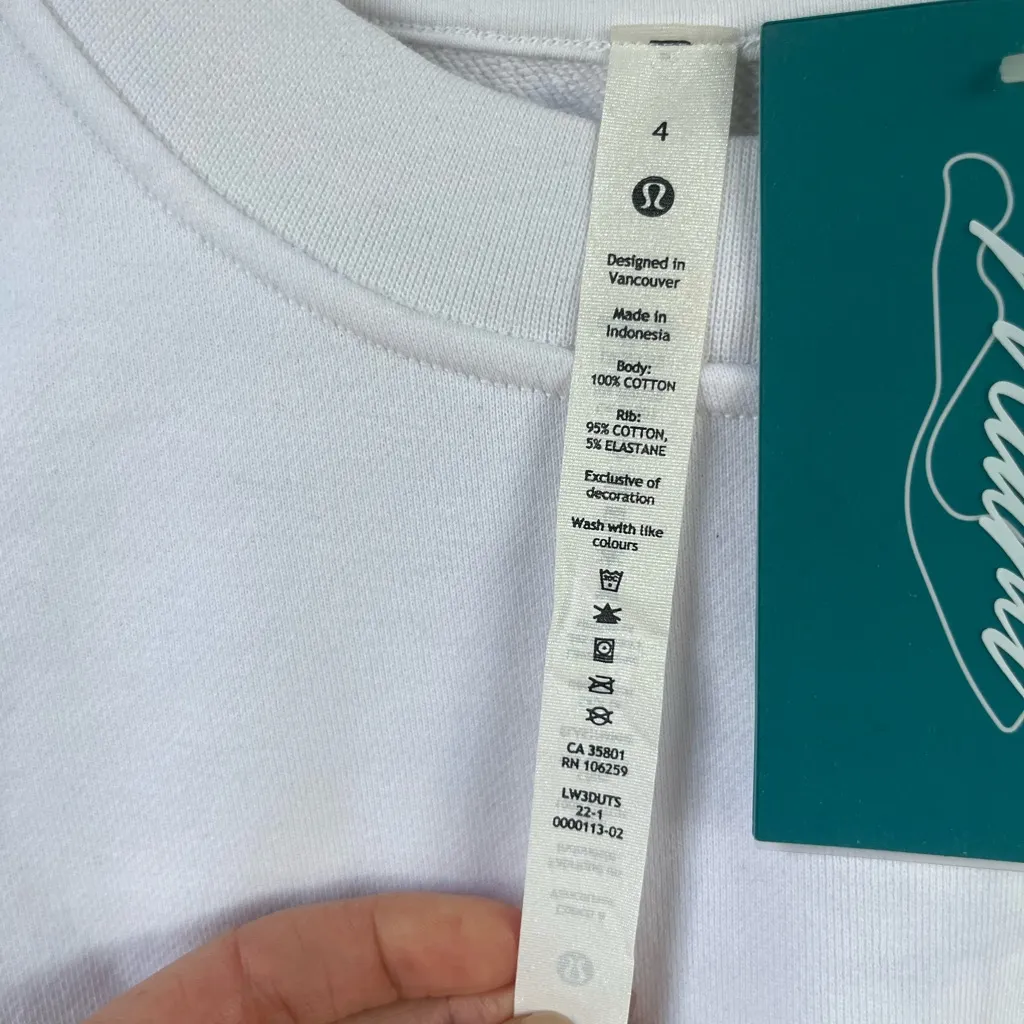 4
Designed in
Vancouver
Made in
Indonesia
Body:
100% COTTON
Rib:
95% COTTON,
5% ELASTANE
Exclusive of
decoration
Wash with like
colours
30C
CA 35801
RN 106259
LW3DUTS
22-1
0000113-02